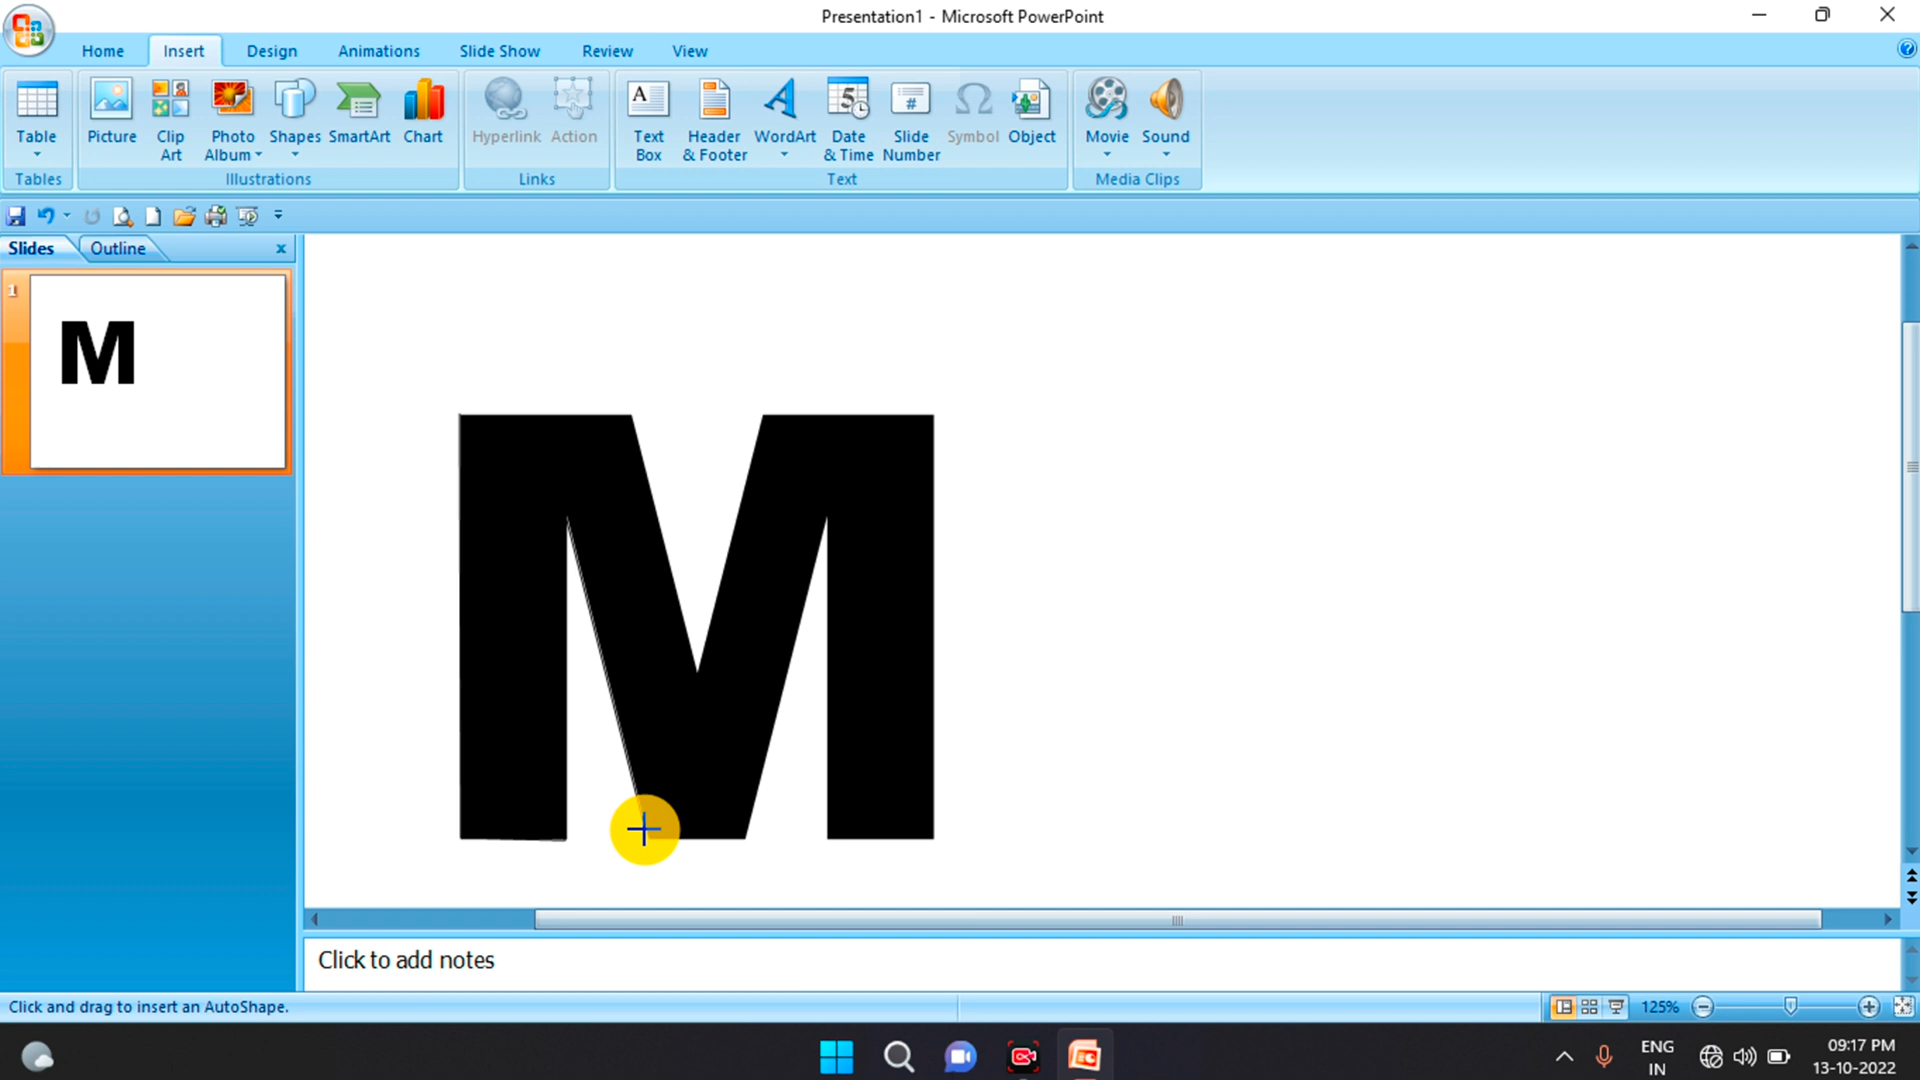 Presentation1 - Microsoft PowerPoint
Home Insert Design Animations Slide Show Review View
Table Picture Clip Art Photo Album Shapes SmartArt Chart Hyperlink Action Text Box Header & Footer WordArt Date & Time Slide Number Symbol Object Movie Sound
Tables Illustrations Links Text Media Clips
Slides Outline
1
M
M
Click to add notes
Click and drag to insert an AutoShape.
125%
ENG
IN
09:17 PM
13-10-2022